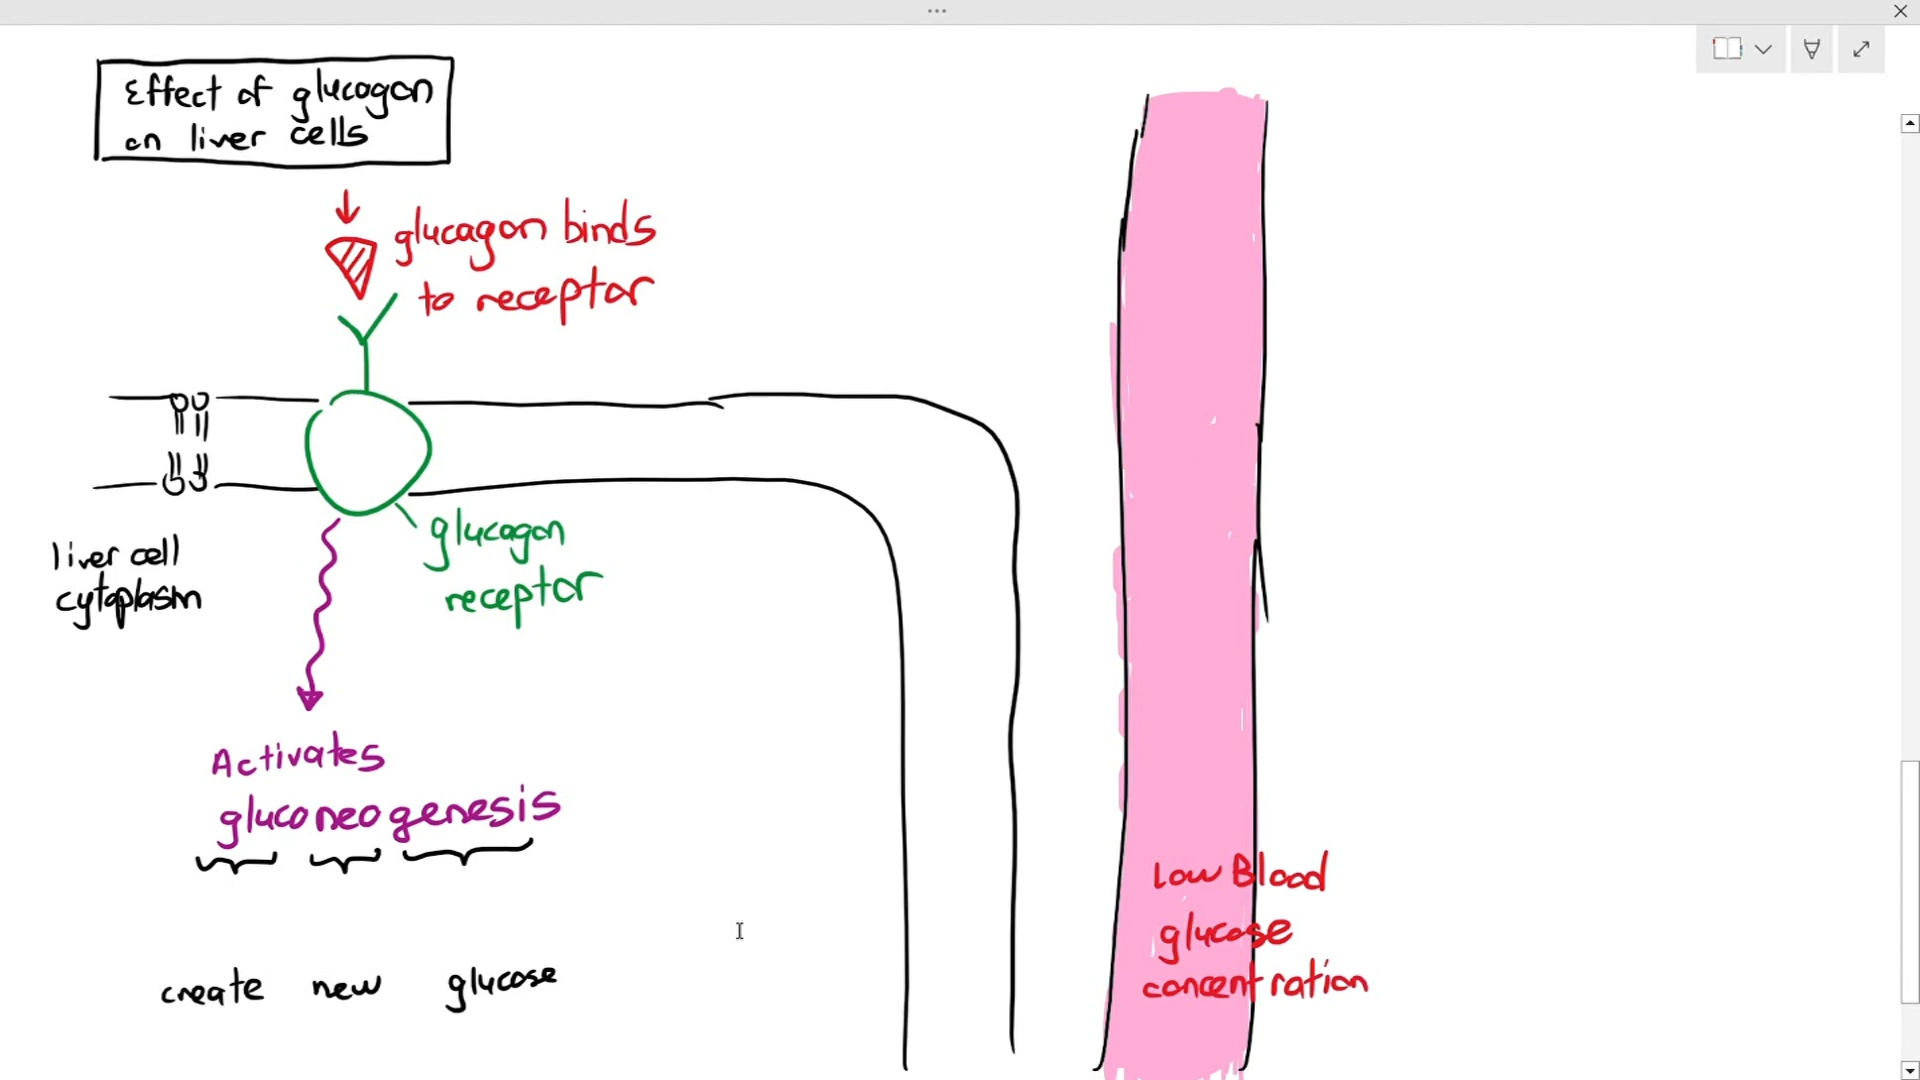 Effect of glucagon
on liver cells
glucagon binds
to receptor
glucagon
receptor
liver cell
cytoplasm
Activates
gluconeogenesis
create new glucose
Low Blood
glucose
concentration